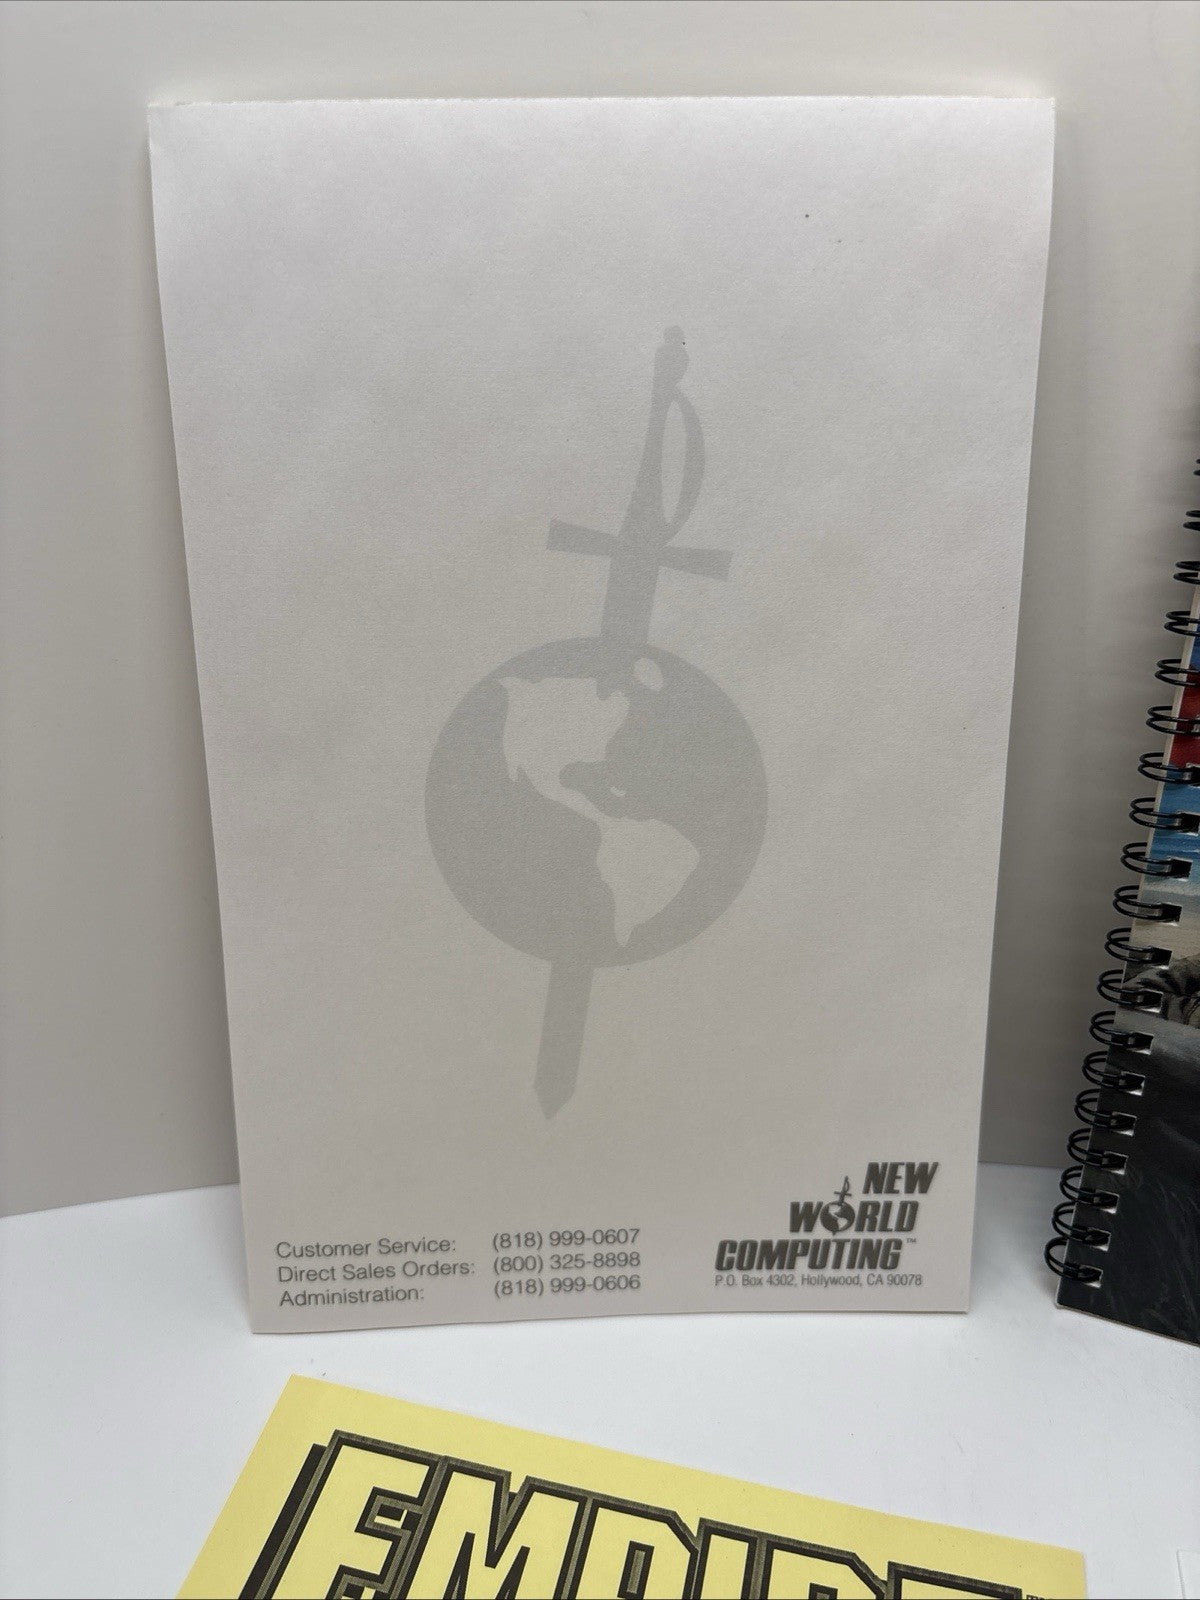 NEW
WORLD
COMPUTING™
P.O. Box 4302, Hollywood, CA 90078
Customer Service: (818) 999-0607
Direct Sales Orders: (800) 325-8898
Administration: (818) 999-0606
EMPIRE™